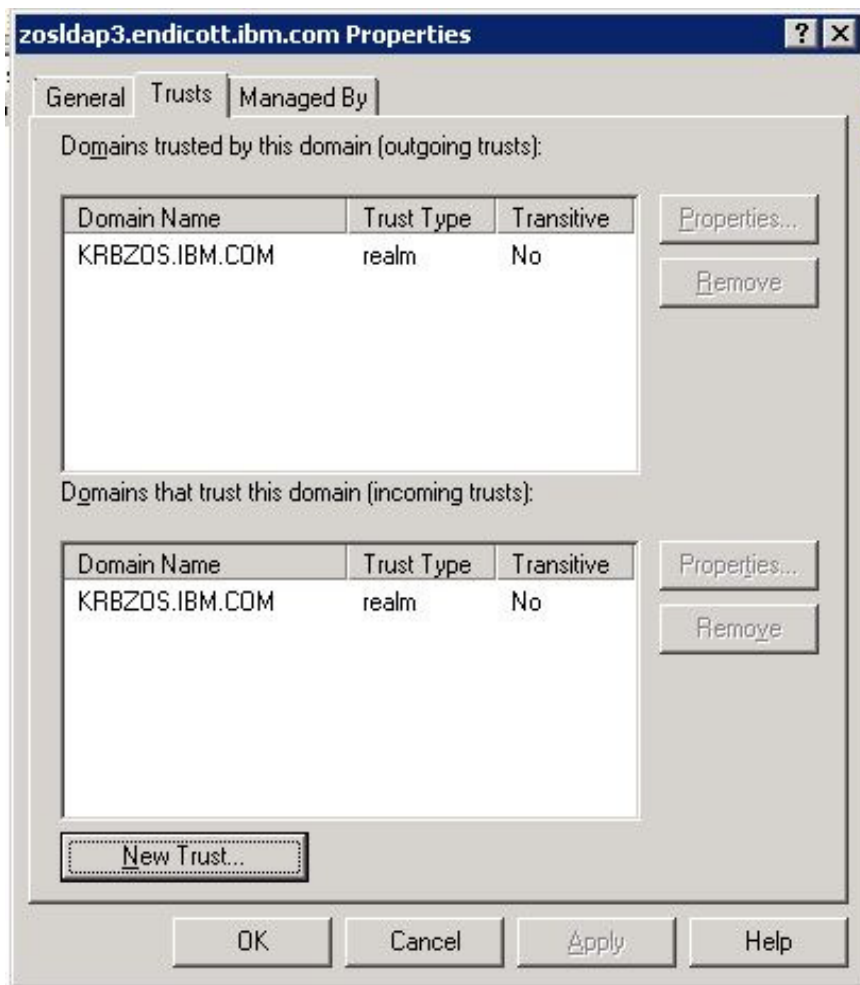 zosldap3.endicott.ibm.com Properties
General Trusts Managed By
Domains trusted by this domain (outgoing trusts):
Domain Name Trust Type Transitive
KRBZOS.IBM.COM realm No
Properties...
Remove
Domains that trust this domain (incoming trusts):
Domain Name Trust Type Transitive
KRBZOS.IBM.COM realm No
Properties...
Remove
New Trust...
OK Cancel Apply Help